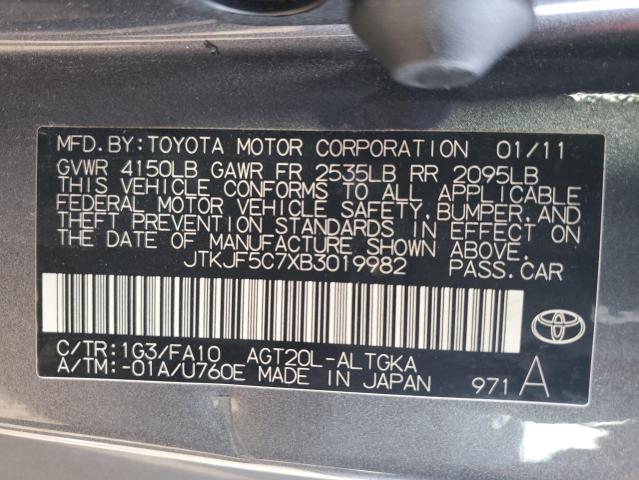 MFD.BY:TOYOTA MOTOR CORPORATION 01/11
GVWR 4150LB GAWR FR 2535LB RR 2095LB
THIS VEHICLE CONFORMS TO ALL APPLICABLE
FEDERAL MOTOR VEHICLE SAFETY,BUMPER,AND
THEFT PREVENTION STANDARDS IN EFFECT ON
THE DATE OF MANUFACTURE SHOWN ABOVE.
JTKJF5C7XB3019982 PASS.CAR
C/TR:1G3/FA10 AGT20L-ALTGKA
A/TM:-01A/U760E MADE IN JAPAN 971 A